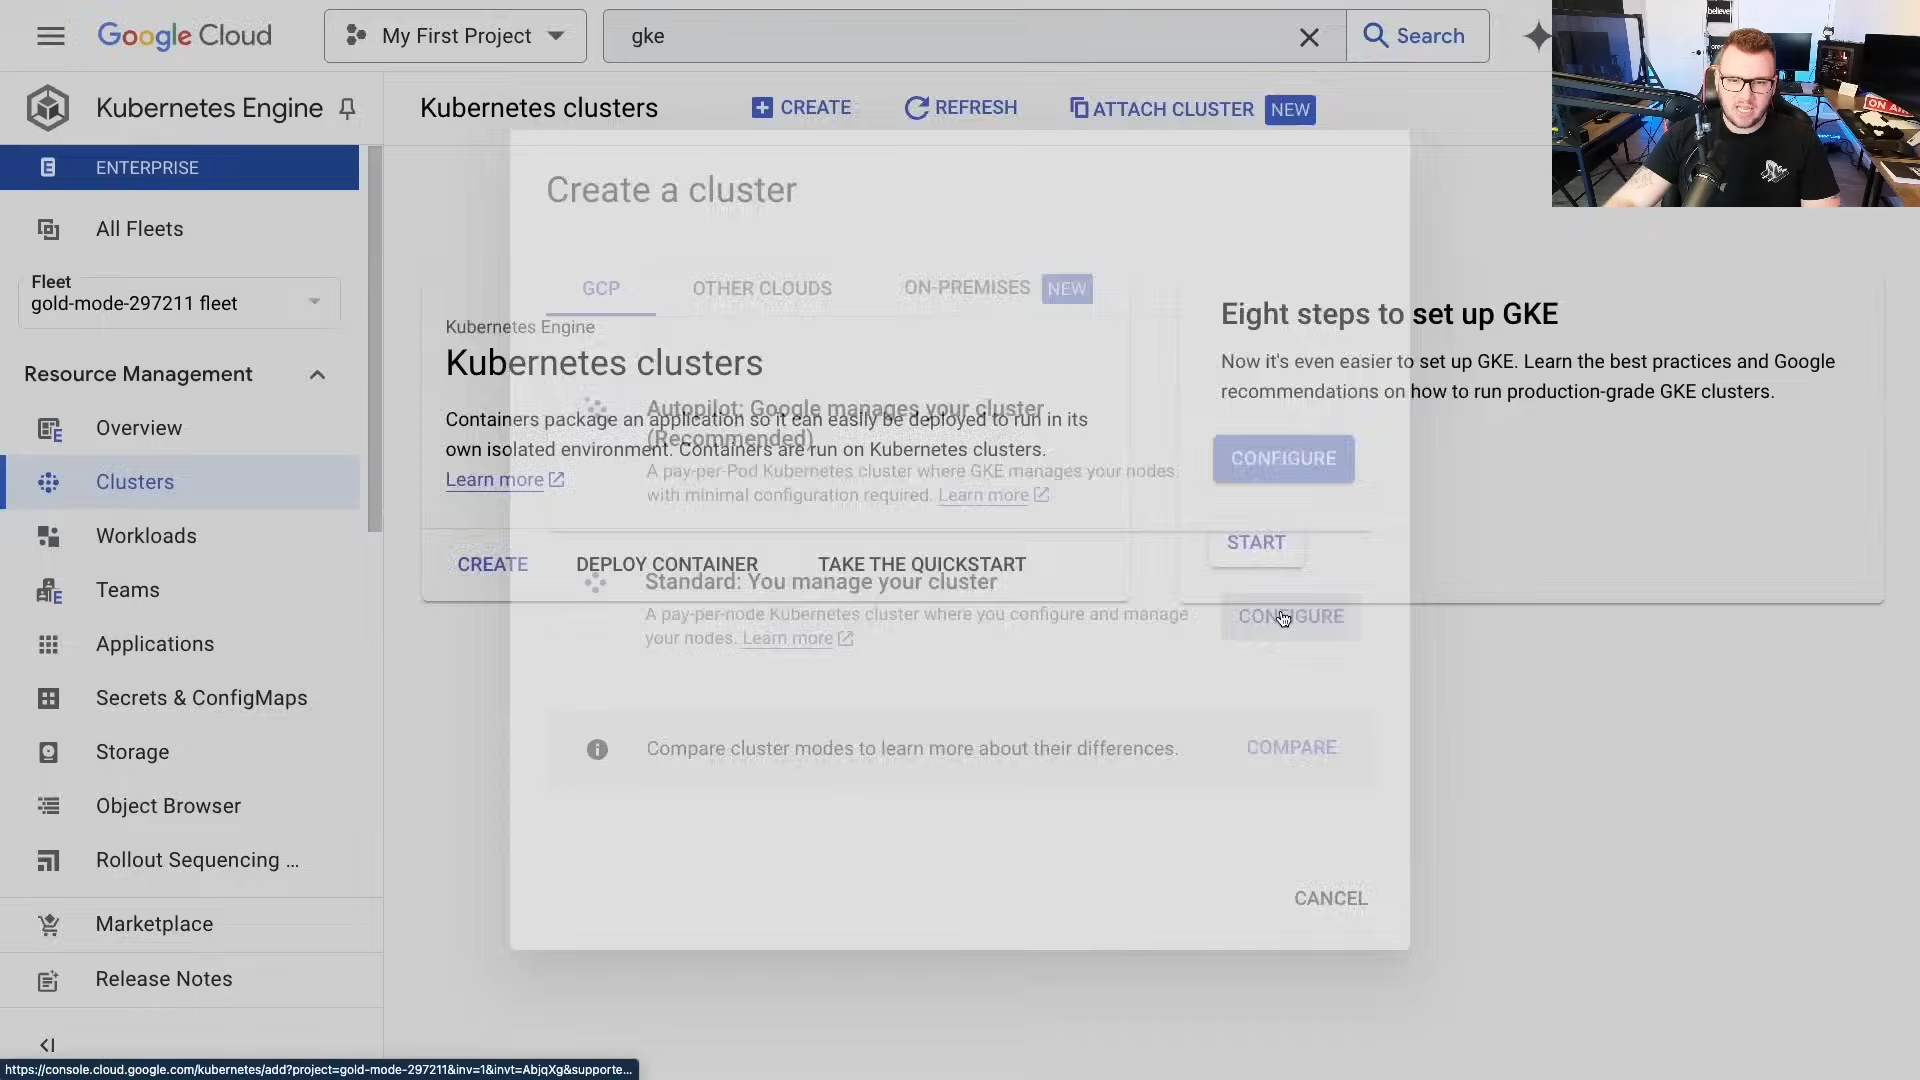 Google Cloud
My First Project
gke
Search
Kubernetes Engine
Kubernetes clusters
CREATE
REFRESH
ATTACH CLUSTER
NEW
ENTERPRISE
All Fleets
Fleet
gold-mode-297211 fleet
Resource Management
Overview
Clusters
Workloads
Teams
Applications
Secrets & ConfigMaps
Storage
Object Browser
Rollout Sequencing ...
Marketplace
Release Notes
Create a cluster
GCP
OTHER CLOUDS
ON-PREMISES
NEW
Kubernetes Engine
Kubernetes clusters
Containers package an application so it can easily be deployed to run in its
own isolated environment. Containers are run on Kubernetes clusters.
Learn more
CREATE
DEPLOY CONTAINER
TAKE THE QUICKSTART
Autopilot: Google manages your cluster
(Recommended)
A pay-per-Pod Kubernetes cluster where GKE manages your nodes
with minimal configuration required. Learn more
CONFIGURE
Standard: You manage your cluster
A pay-per-node Kubernetes cluster where you configure and manage
your nodes. Learn more
CONFIGURE
Compare cluster modes to learn more about their differences.
COMPARE
CANCEL
Eight steps to set up GKE
Now it's even easier to set up GKE. Learn the best practices and Google
recommendations on how to run production-grade GKE clusters.
START
believe
ON
https://console.cloud.google.com/kubernetes/add?project=gold-mode-297211&inv=1&invt=AbjqXg&supporte...